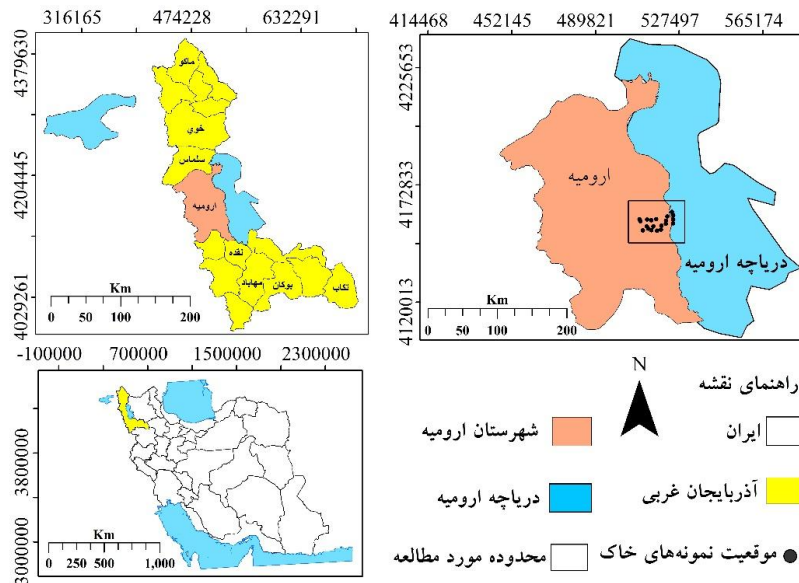 316165 474228 632291
4379630
4204445
4029261
ماکو
خوی
سلماس
ارومیه
نقده
مهاباد
بوکان
تکاب
Km
0 50 100 200
414468 452145 489821 527497 565174
4225653
4172833
4120013
ارومیه
دریاچه ارومیه
Km
0 50 100 200
-100000 700000 1500000 2300000
3800000
3000000
Km
0 250 500 1,000
N
راهنمای نقشه
ایران
شهرستان ارومیه
آذربایجان غربی
دریاچه ارومیه
موقعیت نمونه‌های خاک
محدوده مورد مطالعه